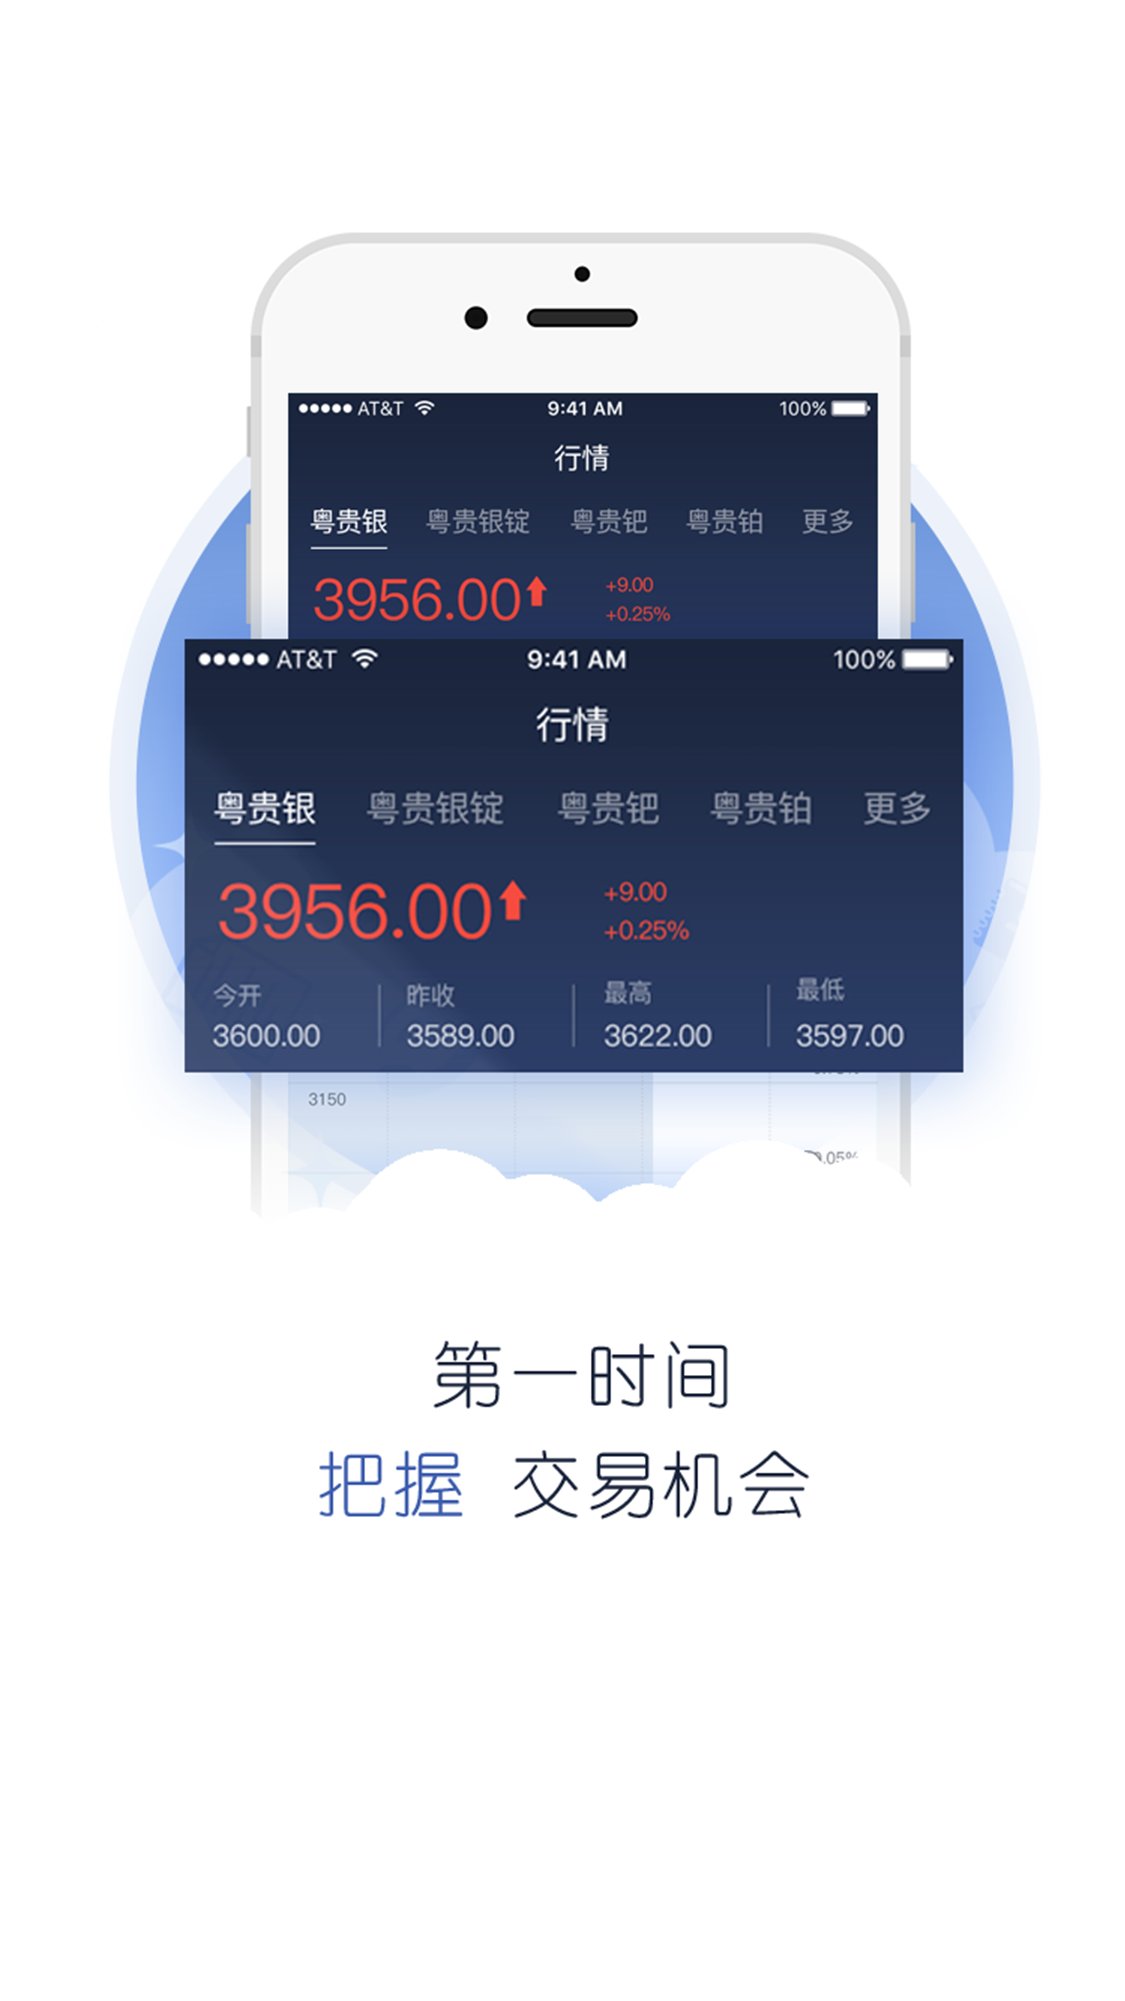 AT&T 9:41 AM 100%
行情
粤贵银 粤贵银锭 粤贵钯 粤贵铂 更多
3956.00 +9.00
+0.25%
AT&T 9:41 AM 100%
行情
粤贵银 粤贵银锭 粤贵钯 粤贵铂 更多
3956.00 +9.00
+0.25%
今开 昨收 最高 最低
3600.00 3589.00 3622.00 3597.00
3150
第一时间
把握 交易机会